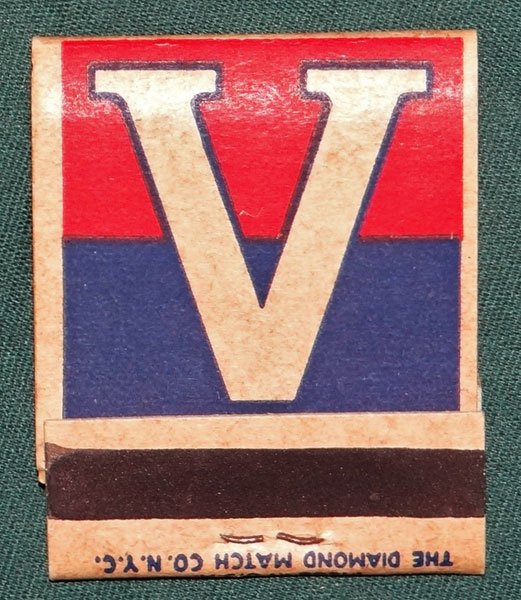 V
THE DIAMOND MATCH CO. N.Y.C.